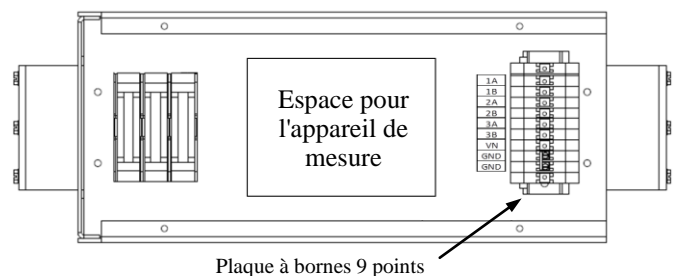 Espace pour
l'appareil de
mesure
1A
1B
2A
2B
3A
3B
VN
GND
GND
Plaque à bornes 9 points